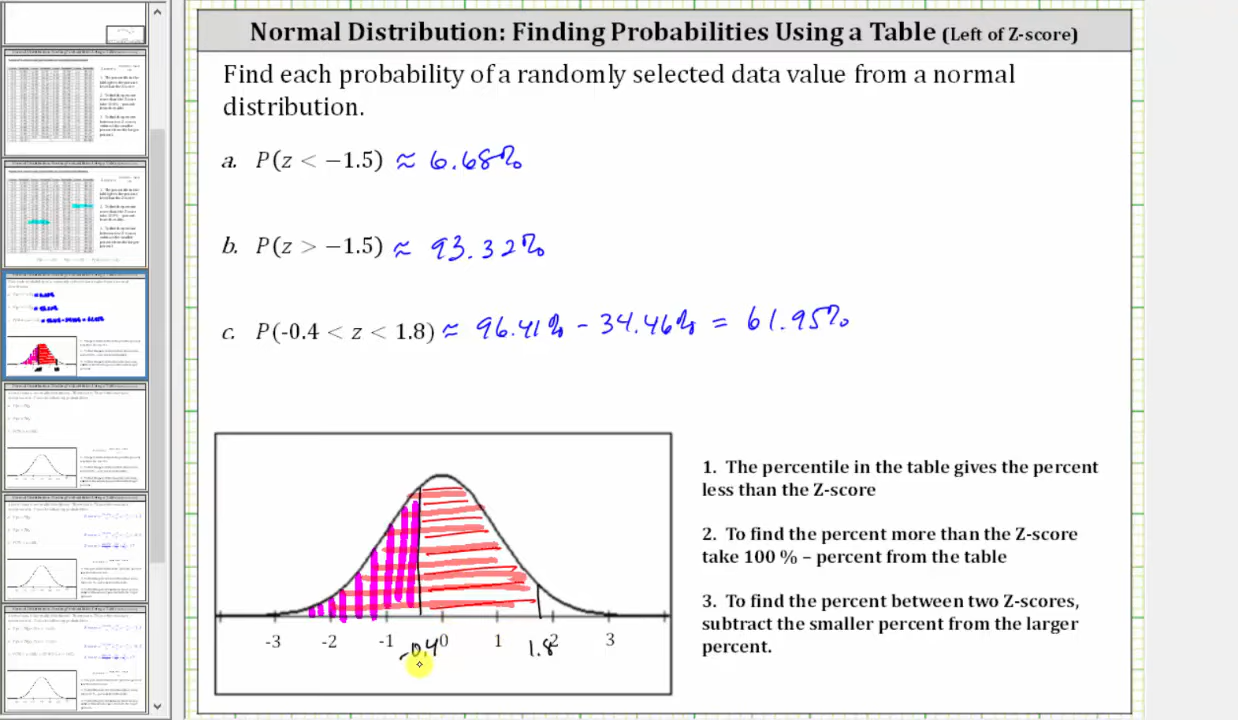 Normal Distribution: Finding Probabilities Using a Table (Left of Z-score)
Find each probability of a randomly selected data value from a normal
distribution.
a. P(z < −1.5) ≈ 6.68%
b. P(z > −1.5) ≈ 93.32%
c. P(-0.4 < z < 1.8) ≈ 96.41% - 34.46% = 61.95%
-3 -2 -1 0 1 2 3
-0.4 1.8
1. The percentile in the table gives the percent
less than the Z-score
2. To find the percent more than the Z-score
take 100 % – percent from the table
3. To find the percent between two Z-scores,
subtract the smaller percent from the larger
percent.